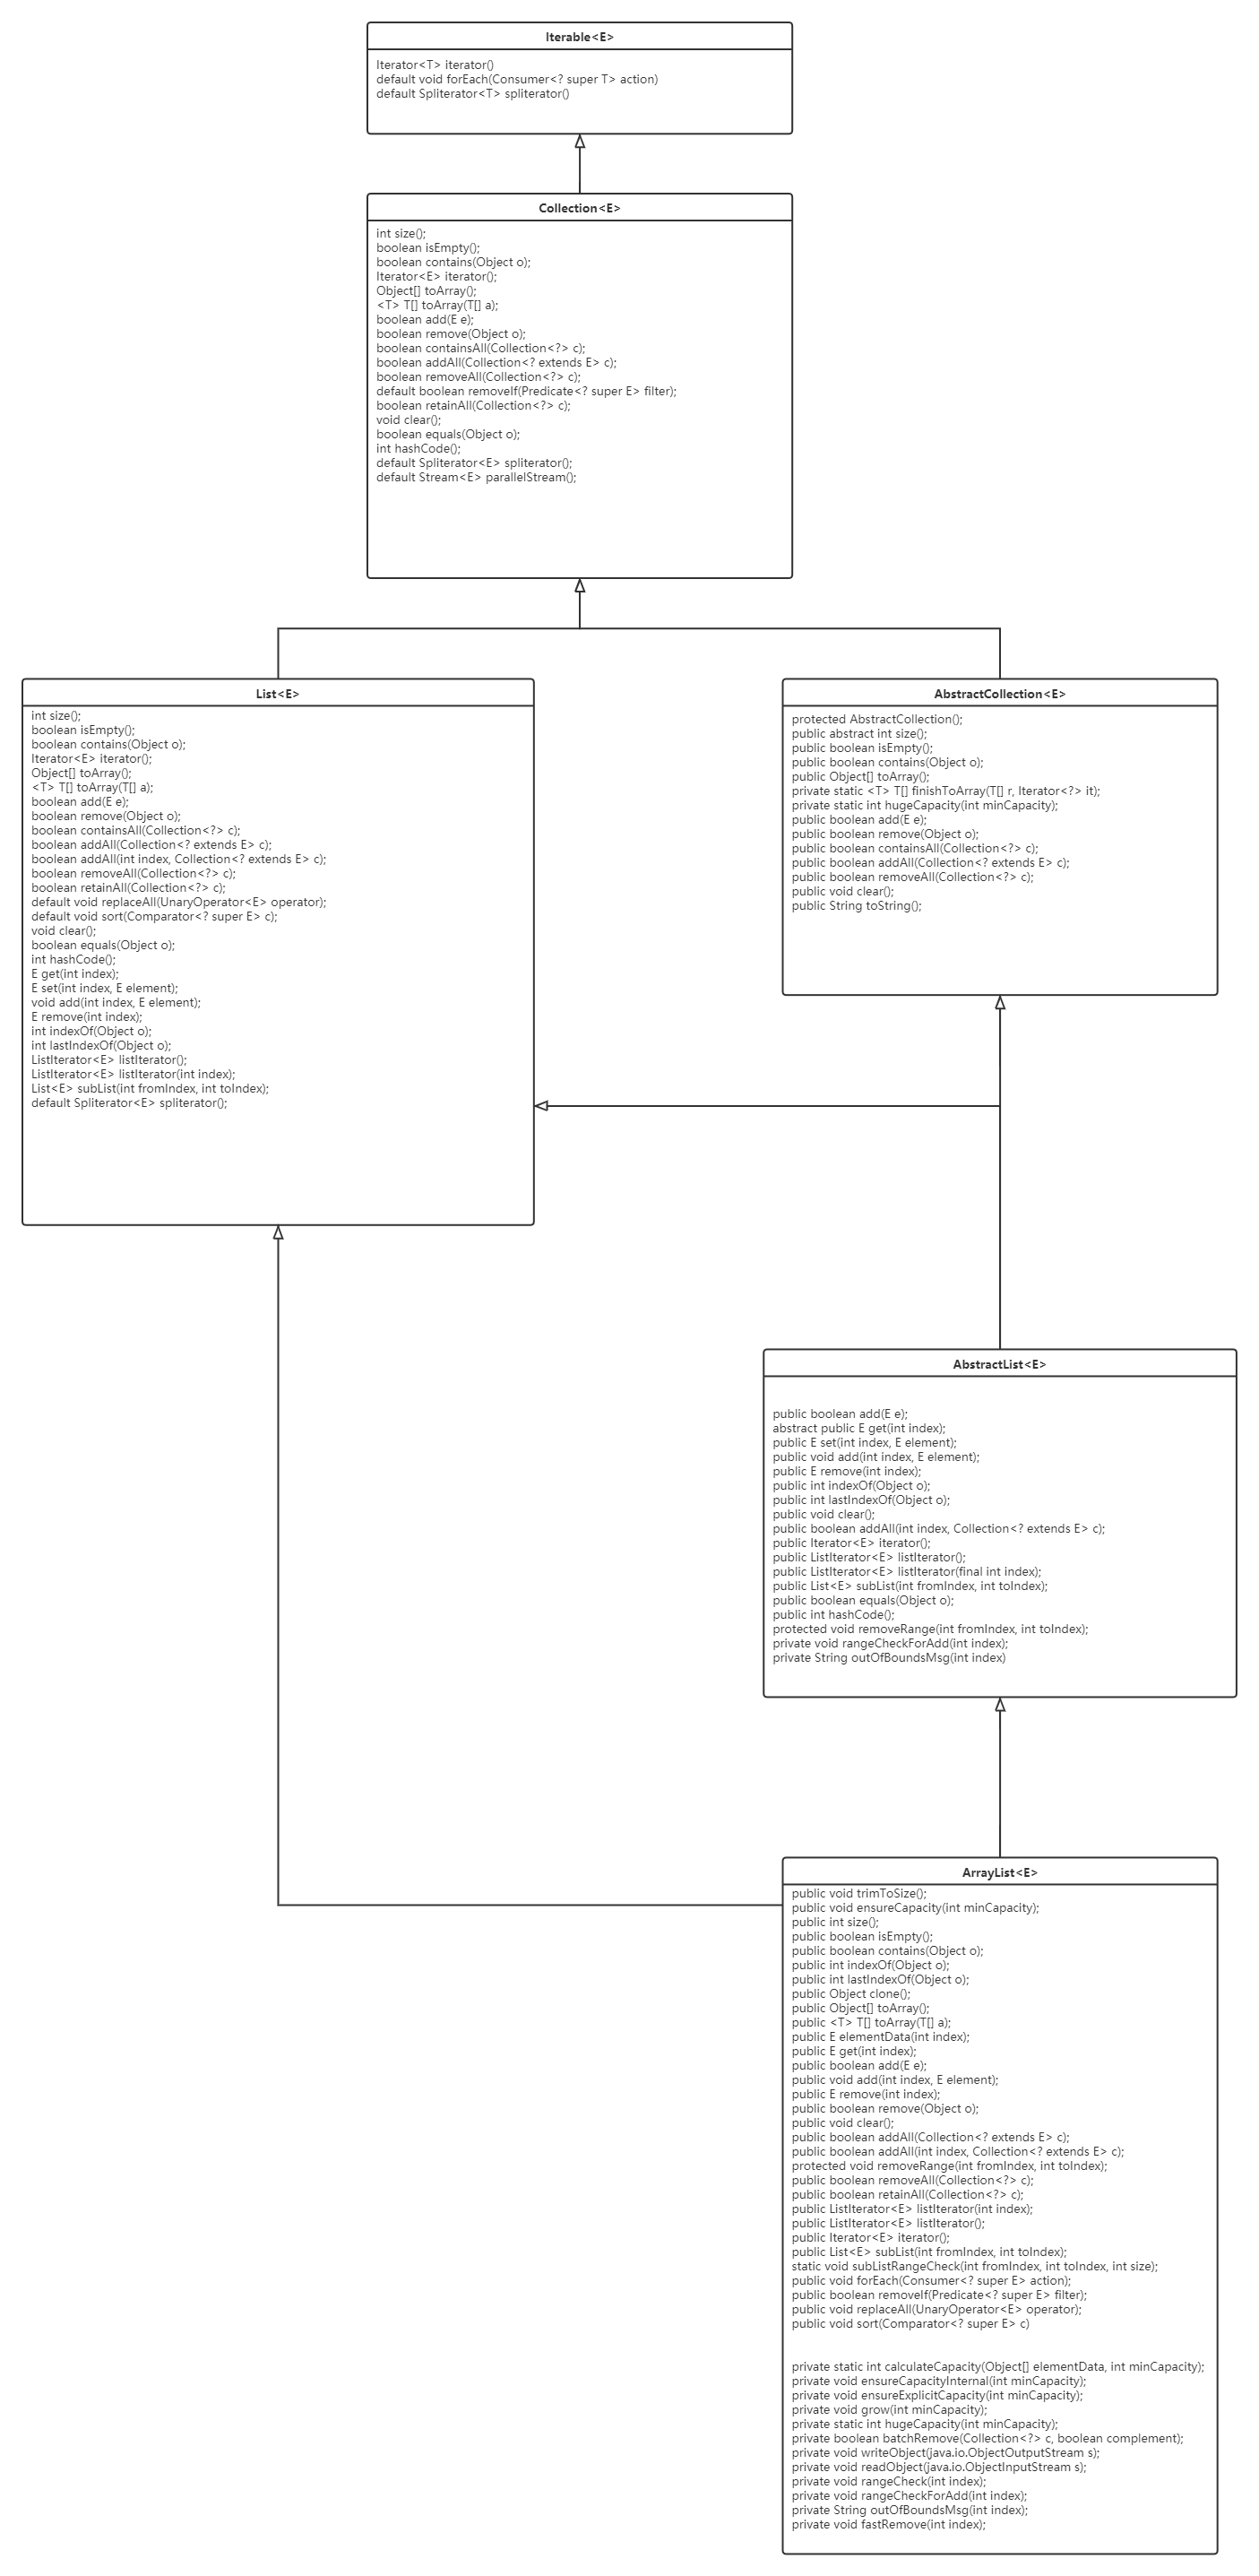 Iterable<E>
Iterator<T> iterator()
default void forEach(Consumer<? super T> action)
default Spliterator<T> spliterator()
Collection<E>
int size();
boolean isEmpty();
boolean contains(Object o);
Iterator<E> iterator();
Object[] toArray();
<T> T[] toArray(T[] a);
boolean add(E e);
boolean remove(Object o);
boolean containsAll(Collection<?> c);
boolean addAll(Collection<? extends E> c);
boolean removeAll(Collection<?> c);
default boolean removeIf(Predicate<? super E> filter);
boolean retainAll(Collection<?> c);
void clear();
boolean equals(Object o);
int hashCode();
default Spliterator<E> spliterator();
default Stream<E> parallelStream();
List<E>
int size();
boolean isEmpty();
boolean contains(Object o);
Iterator<E> iterator();
Object[] toArray();
<T> T[] toArray(T[] a);
boolean add(E e);
boolean remove(Object o);
boolean containsAll(Collection<?> c);
boolean addAll(Collection<? extends E> c);
boolean addAll(int index, Collection<? extends E> c);
boolean removeAll(Collection<?> c);
boolean retainAll(Collection<?> c);
default void replaceAll(UnaryOperator<E> operator);
default void sort(Comparator<? super E> c);
void clear();
boolean equals(Object o);
int hashCode();
E get(int index);
E set(int index, E element);
void add(int index, E element);
E remove(int index);
int indexOf(Object o);
int lastIndexOf(Object o);
ListIterator<E> listIterator();
ListIterator<E> listIterator(int index);
List<E> subList(int fromIndex, int toIndex);
default Spliterator<E> spliterator();
AbstractCollection<E>
protected AbstractCollection();
public abstract int size();
public boolean isEmpty();
public boolean contains(Object o);
public Object[] toArray();
private static <T> T[] finishToArray(T[] r, Iterator<?> it);
private static int hugeCapacity(int minCapacity);
public boolean add(E e);
public boolean remove(Object o);
public boolean containsAll(Collection<?> c);
public boolean addAll(Collection<? extends E> c);
public boolean removeAll(Collection<?> c);
public void clear();
public String toString();
AbstractList<E>
public boolean add(E e);
abstract public E get(int index);
public E set(int index, E element);
public void add(int index, E element);
public E remove(int index);
public int indexOf(Object o);
public int lastIndexOf(Object o);
public void clear();
public boolean addAll(int index, Collection<? extends E> c);
public Iterator<E> iterator();
public ListIterator<E> listIterator();
public ListIterator<E> listIterator(final int index);
public List<E> subList(int fromIndex, int toIndex);
public boolean equals(Object o);
public int hashCode();
protected void removeRange(int fromIndex, int toIndex);
private void rangeCheckForAdd(int index);
private String outOfBoundsMsg(int index)
ArrayList<E>
public void trimToSize();
public void ensureCapacity(int minCapacity);
public int size();
public boolean isEmpty();
public boolean contains(Object o);
public int indexOf(Object o);
public int lastIndexOf(Object o);
public Object clone();
public Object[] toArray();
public <T> T[] toArray(T[] a);
public E elementData(int index);
public E get(int index);
public boolean add(E e);
public void add(int index, E element);
public E remove(int index);
public boolean remove(Object o);
public void clear();
public boolean addAll(Collection<? extends E> c);
public boolean addAll(int index, Collection<? extends E> c);
protected void removeRange(int fromIndex, int toIndex);
public boolean removeAll(Collection<?> c);
public boolean retainAll(Collection<?> c);
public ListIterator<E> listIterator(int index);
public ListIterator<E> listIterator();
public Iterator<E> iterator();
public List<E> subList(int fromIndex, int toIndex);
static void subListRangeCheck(int fromIndex, int toIndex, int size);
public void forEach(Consumer<? super E> action);
public boolean removeIf(Predicate<? super E> filter);
public void replaceAll(UnaryOperator<E> operator);
public void sort(Comparator<? super E> c)
private static int calculateCapacity(Object[] elementData, int minCapacity);
private void ensureCapacityInternal(int minCapacity);
private void ensureExplicitCapacity(int minCapacity);
private void grow(int minCapacity);
private static int hugeCapacity(int minCapacity);
private boolean batchRemove(Collection<?> c, boolean complement);
private void writeObject(java.io.ObjectOutputStream s);
private void readObject(java.io.ObjectInputStream s);
private void rangeCheck(int index);
private void rangeCheckForAdd(int index);
private String outOfBoundsMsg(int index);
private void fastRemove(int index);